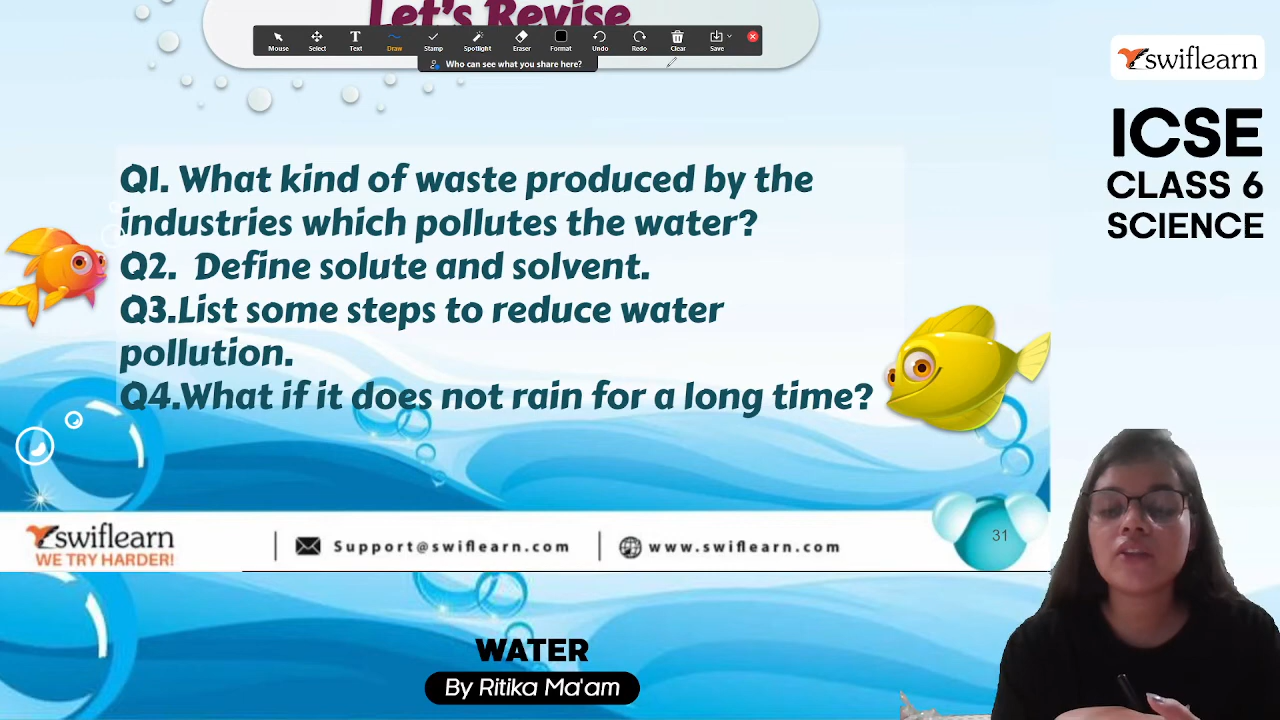 Let's Revise
Mouse Select Text Draw Stamp Spotlight Eraser Format Undo Redo Clear Save
Who can see what you share here?
swiflearn
ICSE
CLASS 6
SCIENCE
Q1. What kind of waste produced by the
industries which pollutes the water?
Q2. Define solute and solvent.
Q3.List some steps to reduce water
pollution.
Q4.What if it does not rain for a long time?
swiflearn
WE TRY HARDER!
Support@swiflearn.com
www.swiflearn.com
31
WATER
By Ritika Ma'am